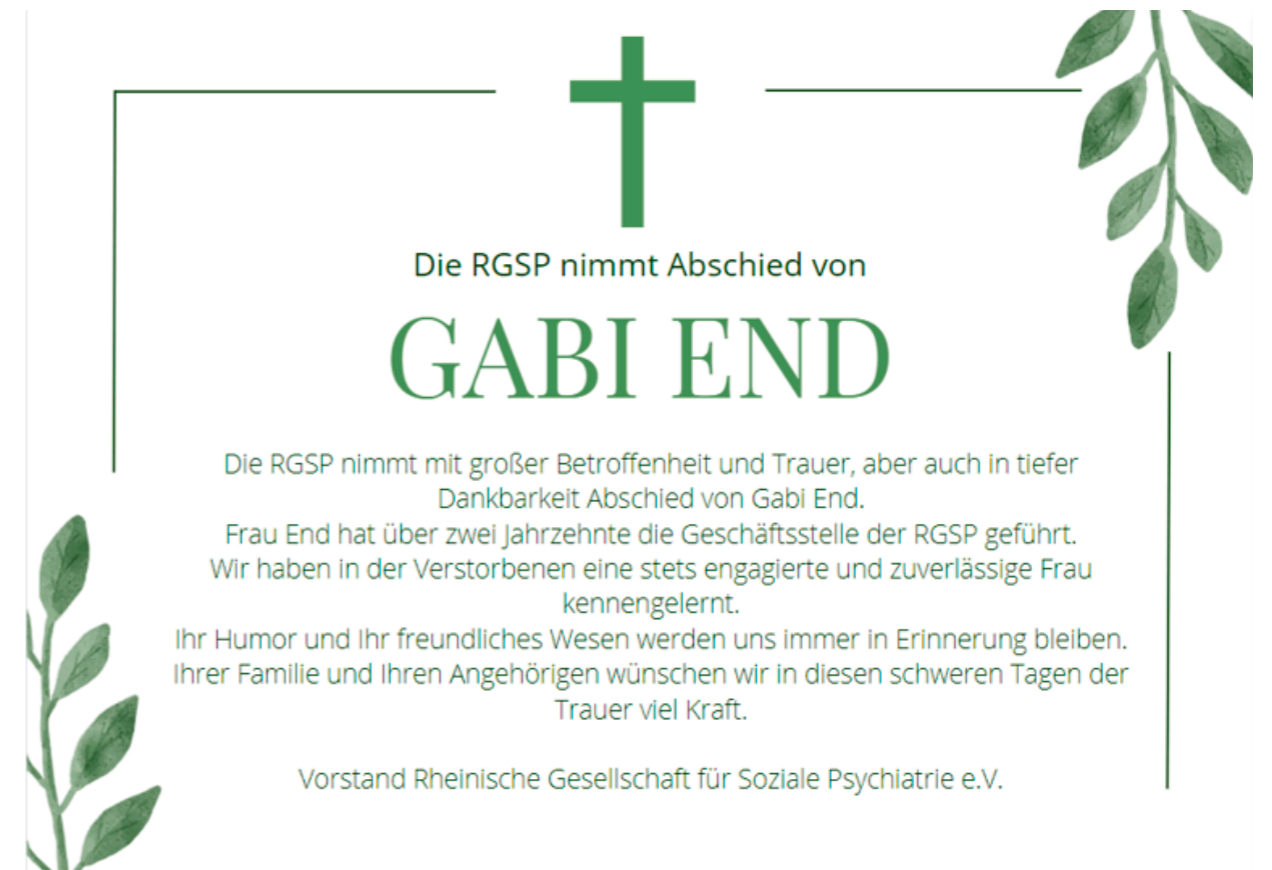 Die RGSP nimmt Abschied von
GABI END
Die RGSP nimmt mit großer Betroffenheit und Trauer, aber auch in tiefer
Dankbarkeit Abschied von Gabi End.
Frau End hat über zwei Jahrzehnte die Geschäftsstelle der RGSP geführt.
Wir haben in der Verstorbenen eine stets engagierte und zuverlässige Frau
kennengelernt.
Ihr Humor und Ihr freundliches Wesen werden uns immer in Erinnerung bleiben.
Ihrer Familie und Ihren Angehörigen wünschen wir in diesen schweren Tagen der
Trauer viel Kraft.
Vorstand Rheinische Gesellschaft für Soziale Psychiatrie e.V.